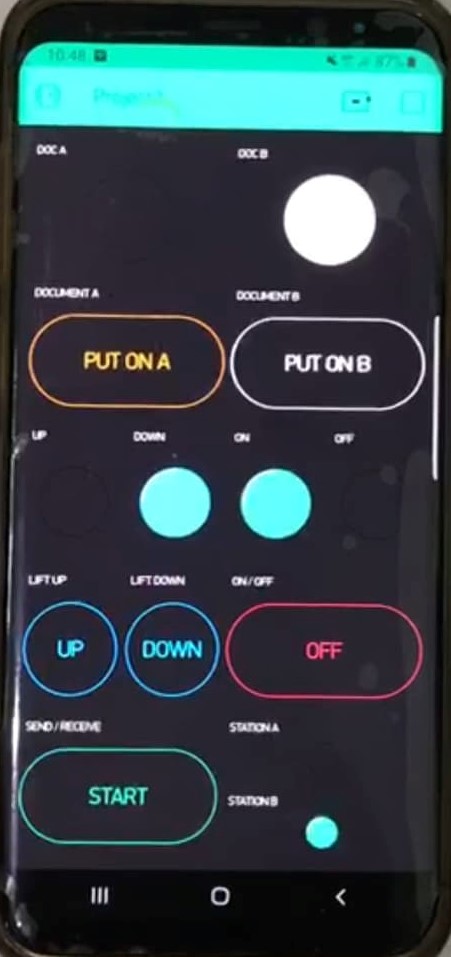 10:48 87%
Project1
DOC A DOC B
DOCUMENT A DOCUMENT B
PUT ON A PUT ON B
UP DOWN ON OFF
LIFT UP LIFT DOWN ON / OFF
UP DOWN OFF
SEND / RECEIVE STATION A
START
STATION B